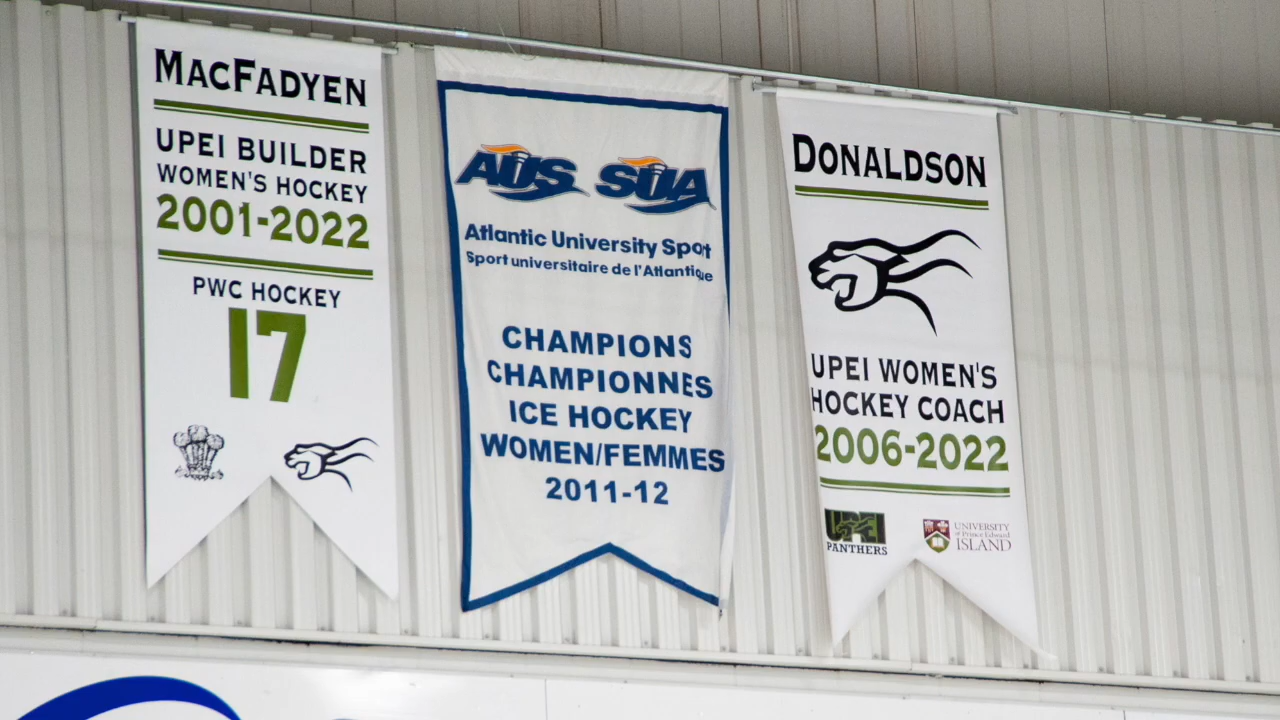 MACFADYEN
UPEI BUILDER
WOMEN'S HOCKEY
2001-2022
PWC HOCKEY
17
AUS SUA
Atlantic University Sport
Sport universitaire de l'Atlantique
CHAMPIONS
CHAMPIONNES
ICE HOCKEY
WOMEN/FEMMES
2011-12
DONALDSON
UPEI WOMEN'S
HOCKEY COACH
2006-2022
UPEI
PANTHERS
UNIVERSITY
of Prince Edward
ISLAND